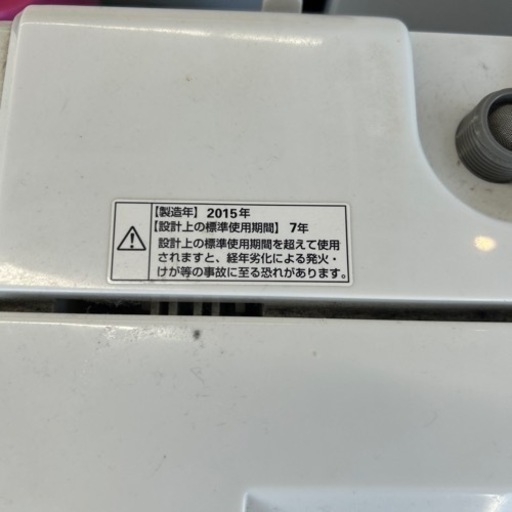 【製造年】2015年
【設計上の標準使用期間】7年
設計上の標準使用期間を超えて使用
されますと、経年劣化による発火・
けが等の事故に至る恐れがあります。